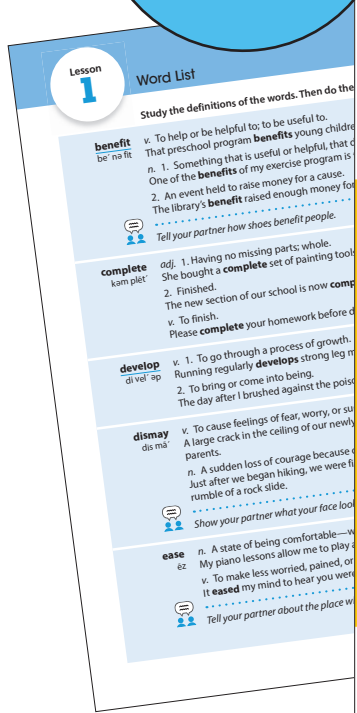 Lesson
1
Word List
Study the definitions of the words. Then do the
benefit
be´ nə fit
v. To help or be helpful to; to be useful to.
That preschool program benefits young childre
n. 1. Something that is useful or helpful, that
One of the benefits of my exercise program is
2. An event held to raise money for a cause.
The library's benefit raised enough money for
Tell your partner how shoes benefit people.
complete
kəm plēt´
adj. 1. Having no missing parts; whole.
She bought a complete set of painting tools
2. Finished.
The new section of our school is now comp
v. To finish.
Please complete your homework before d
develop
di vel´ əp
v. 1. To go through a process of growth.
Running regularly develops strong leg m
2. To bring or come into being.
The day after I brushed against the poiso
dismay
dis mā´
v. To cause feelings of fear, worry, or su
A large crack in the ceiling of our newly
parents.
n. A sudden loss of courage because
Just after we began hiking, we were fi
rumble of a rock slide.
Show your partner what your face look
ease
ēz
n. A state of being comfortable—w
My piano lessons allow me to play
v. To make less worried, pained, or
It eased my mind to hear you were
Tell your partner about the place w